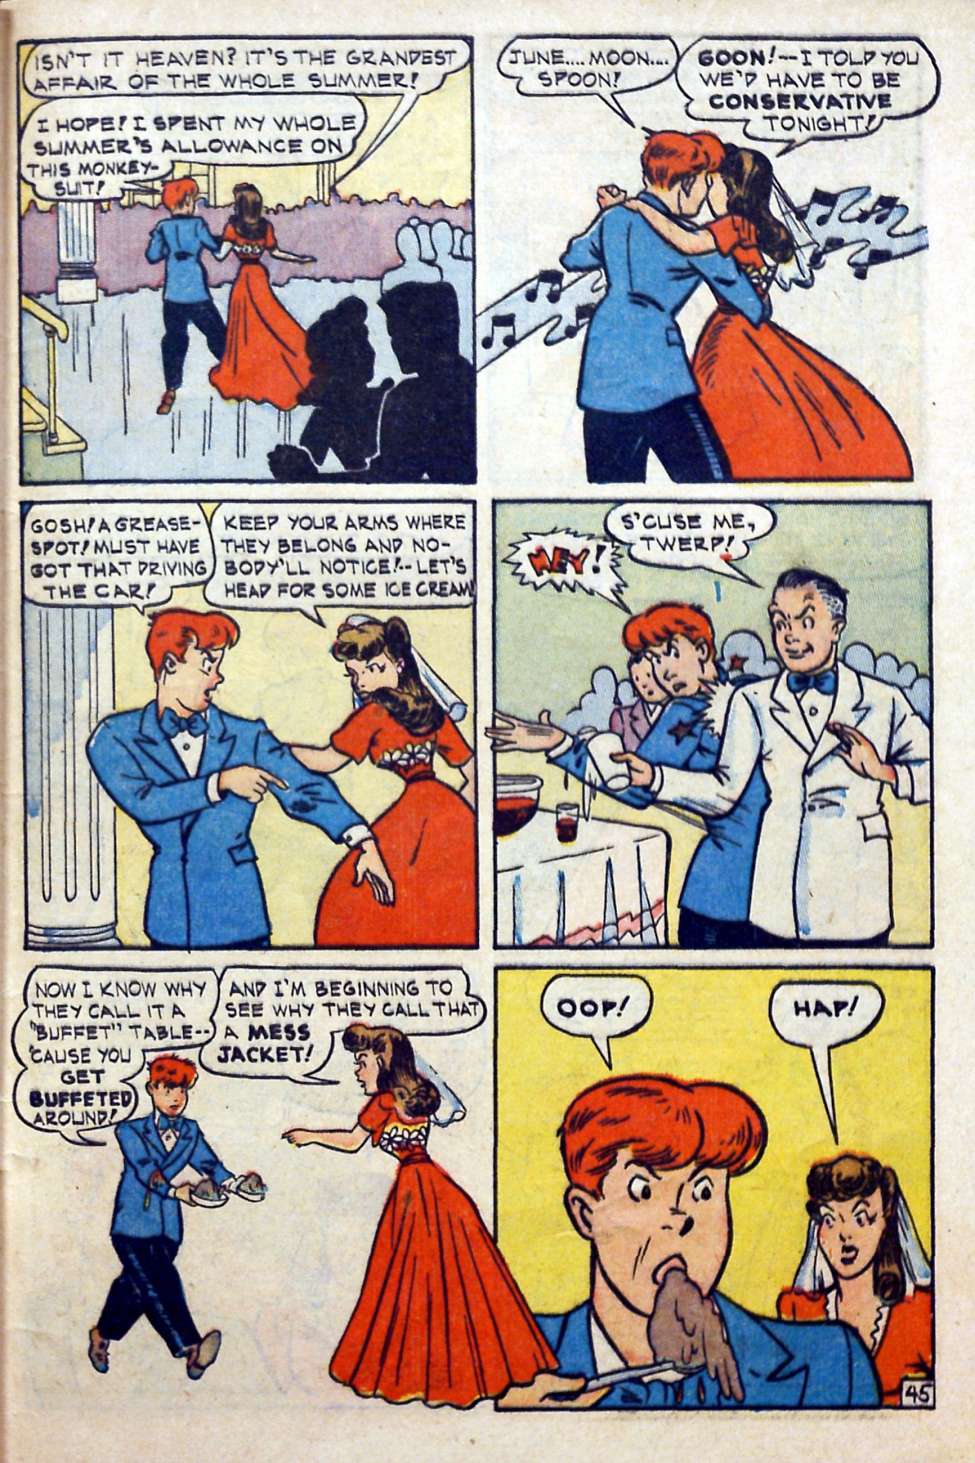 ISN'T IT HEAVEN? IT'S THE GRANDEST
AFFAIR OF THE WHOLE SUMMER!
I HOPE! I SPENT MY WHOLE
SUMMER'S ALLOWANCE ON
THIS MONKEY-
SUIT!
JUNE.... MOON....
SPOON!
GOON!--I TOLD YOU
WE'D HAVE TO BE
CONSERVATIVE
TONIGHT!
GOSH! A GREASE-
SPOT! MUST HAVE
GOT THAT DRIVING
THE CAR!
KEEP YOUR ARMS WHERE
THEY BELONG AND NO-
BODY'LL NOTICE!--LET'S
HEAD FOR SOME ICE CREAM!
HEY!
S'CUSE ME,
TWERP!
NOW I KNOW WHY
THEY CALL IT A
"BUFFET" TABLE--
'CAUSE YOU
GET
BUFFETED
AROUND!
AND I'M BEGINNING TO
SEE WHY THEY CALL THAT
A MESS
JACKET!
OOP!
HAP!
45